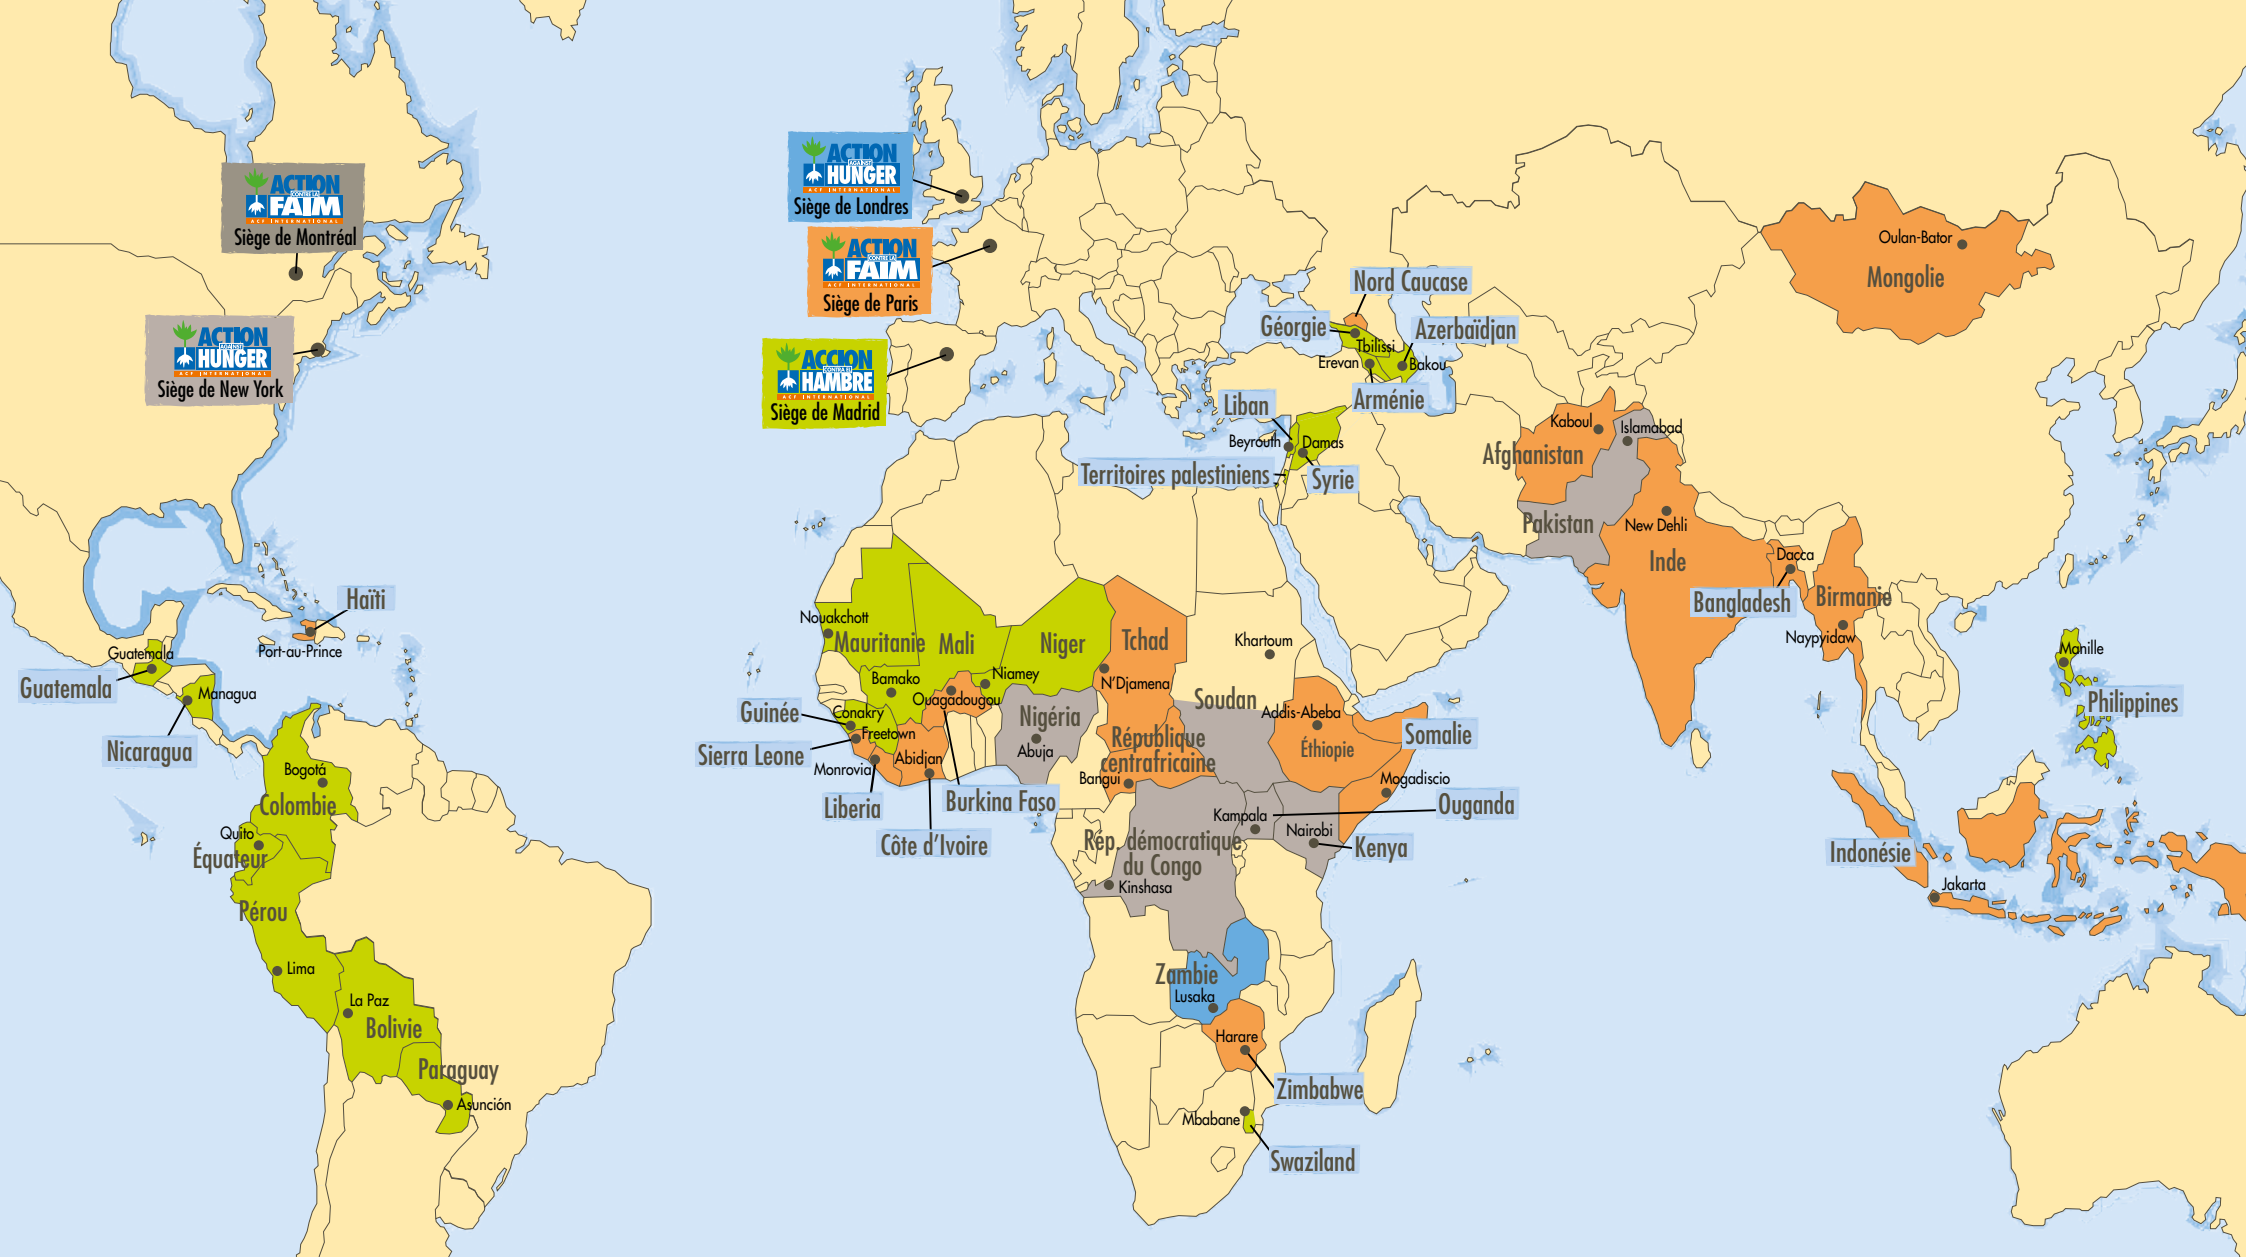 ACTION
CONTRE LA
FAIM
ACF INTERNATIONAL
Siège de Montréal
ACTION
AGAINST
HUNGER
ACF INTERNATIONAL
Siège de New York
ACTION
AGAINST
HUNGER
ACF INTERNATIONAL
Siège de Londres
ACTION
CONTRE LA
FAIM
ACF INTERNATIONAL
Siège de Paris
ACCION
CONTRA EL
HAMBRE
ACF INTERNATIONAL
Siège de Madrid
Haïti
Port-au-Prince
Guatemala
Guatemala
Managua
Nicaragua
Bogotá
Colombie
Quito
Équateur
Pérou
Lima
La Paz
Bolivie
Paraguay
Asunción
Nord Caucase
Géorgie
Azerbaïdjan
Tbilissi
Erevan
Bakou
Arménie
Liban
Beyrouth
Damas
Territoires palestiniens
Syrie
Nouakchott
Mauritanie
Mali
Niger
Tchad
Khartoum
Bamako
Niamey
N'Djamena
Ouagadougou
Soudan
Guinée
Conakry
Nigéria
Addis-Abeba
Freetown
Sierra Leone
Abidjan
Abuja
République
centrafricaine
Éthiopie
Somalie
Monrovia
Bangui
Mogadiscio
Liberia
Burkina Faso
Côte d'Ivoire
Kampala
Ouganda
Nairobi
Kenya
Rép. démocratique
du Congo
Kinshasa
Zambie
Lusaka
Harare
Zimbabwe
Mbabane
Swaziland
Oulan-Bator
Mongolie
Kaboul
Islamabad
Afghanistan
Pakistan
New Dehli
Inde
Dacca
Bangladesh
Birmanie
Naypyidaw
Manille
Philippines
Indonésie
Jakarta